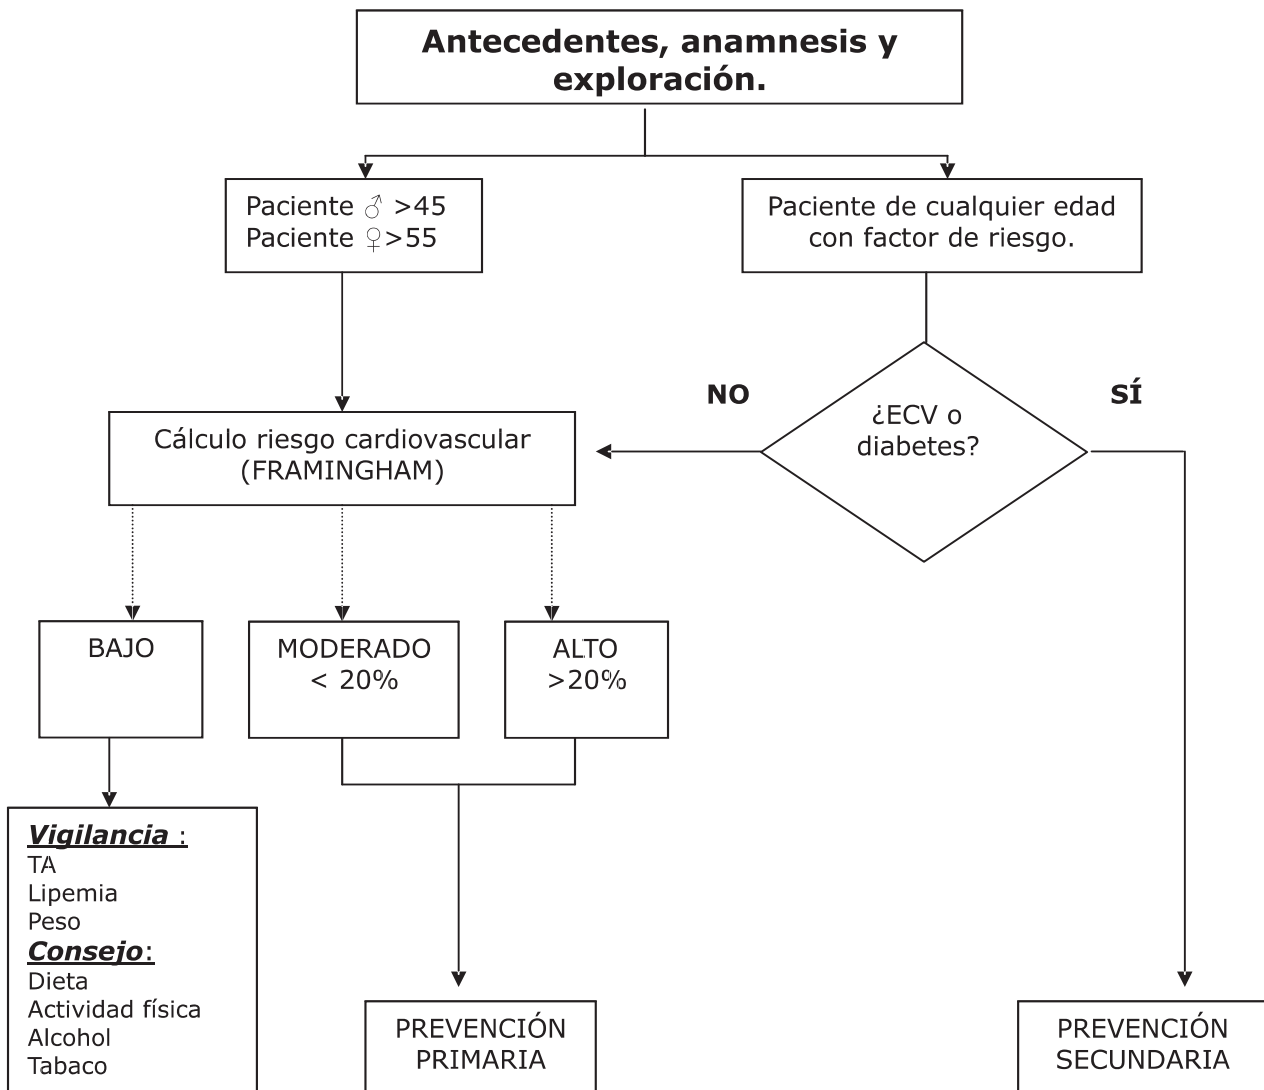 Antecedentes, anamnesis y
exploración.
Paciente ♂ >45
Paciente ♀>55
Paciente de cualquier edad
con factor de riesgo.
NO
¿ECV o
diabetes?
SÍ
Cálculo riesgo cardiovascular
(FRAMINGHAM)
BAJO
MODERADO
< 20%
ALTO
>20%
Vigilancia :
TA
Lipemia
Peso
Consejo:
Dieta
Actividad física
Alcohol
Tabaco
PREVENCIÓN
PRIMARIA
PREVENCIÓN
SECUNDARIA